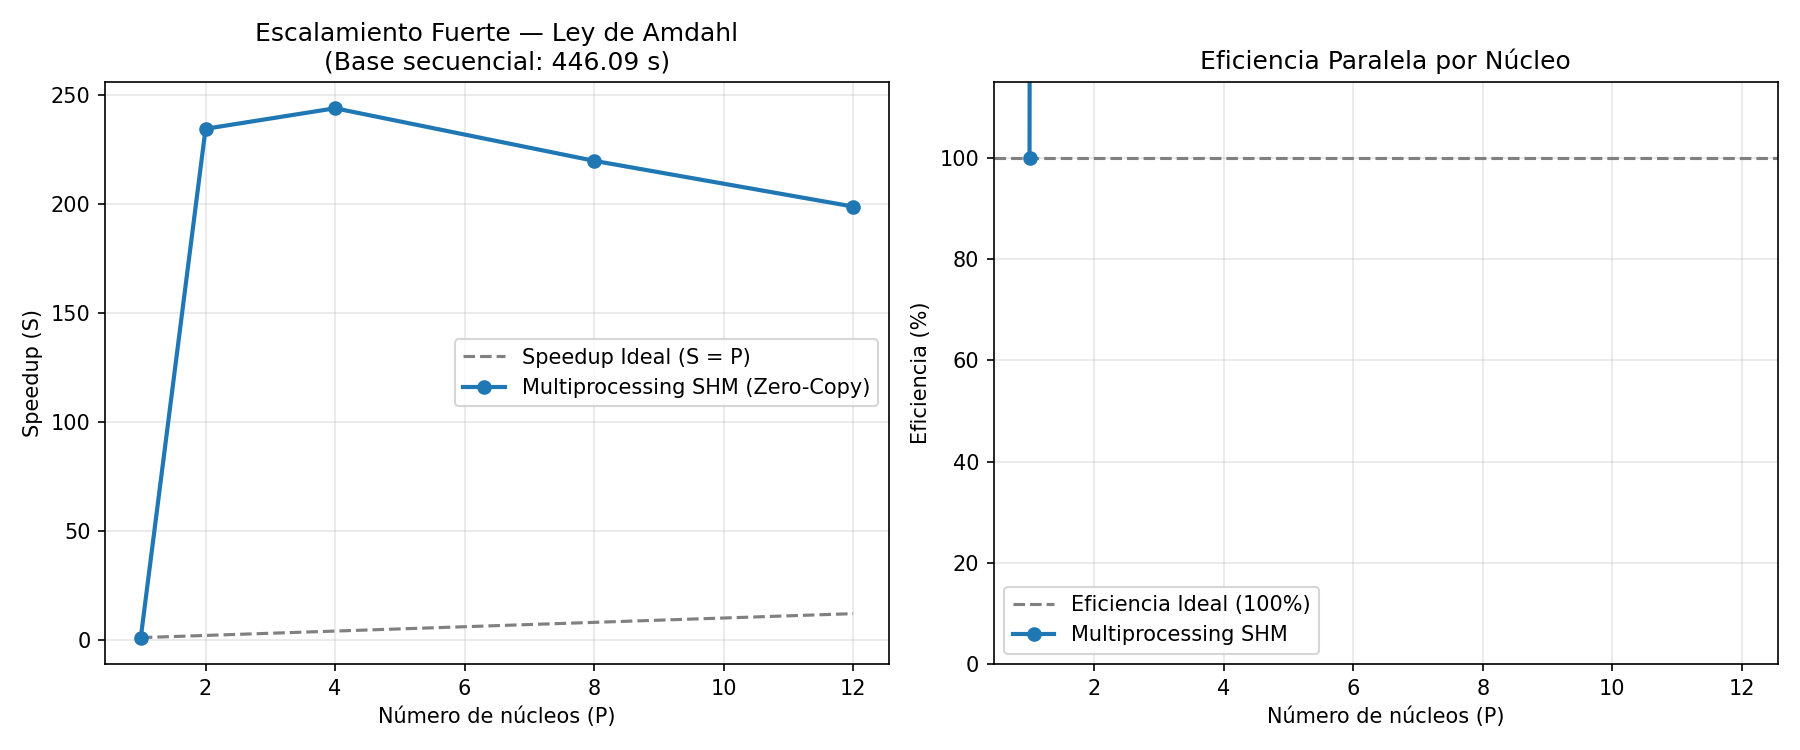 Escalamiento Fuerte — Ley de Amdahl
(Base secuencial: 446.09 s)
250
200
150
100
50
0
Speedup (S)
Speedup Ideal (S = P)
Multiprocessing SHM (Zero-Copy)
2 4 6 8 10 12
Número de núcleos (P)
Eficiencia Paralela por Núcleo
100
80
60
40
20
0
Eficiencia (%)
Eficiencia Ideal (100%)
Multiprocessing SHM
2 4 6 8 10 12
Número de núcleos (P)